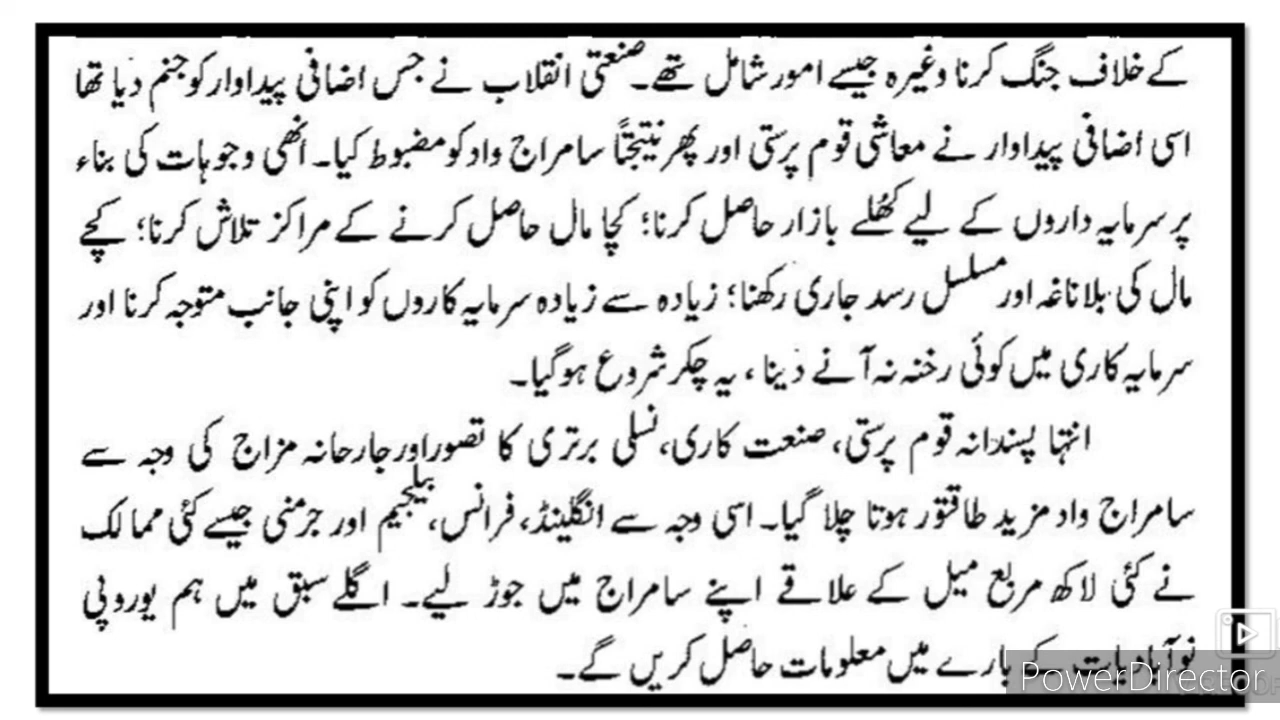 کے خلاف جنگ کرنا وغیرہ جیسے امور شامل تھے۔ صنعتی انقلاب نے جس اضافی پیداوار کو جنم دیا تھا
اسی اضافی پیداوار نے معاشی قوم پرستی اور پھر نتیجتاً سامراج واد کو مضبوط کیا۔ انھی وجوہات کی بناء
پر سرمایہ داروں کے لیے کھُلے بازار حاصل کرنا؛ کچا مال حاصل کرنے کے مراکز تلاش کرنا؛ کچے
مال کی بلاناغہ اور مسلسل رسد جاری رکھنا؛ زیادہ سے زیادہ سرمایہ کاروں کو اپنی جانب متوجہ کرنا اور
سرمایہ کاری میں کوئی رخنہ نہ آنے دینا، یہ چکر شروع ہوگیا۔
انتہا پسندانہ قوم پرستی، صنعت کاری، نسلی برتری کا تصور اور جارحانہ مزاج کی وجہ سے
سامراج واد مزید طاقتور ہوتا چلا گیا۔ اسی وجہ سے انگلینڈ، فرانس، بیلجیم اور جرمنی جیسے کئی ممالک
نے کئی لاکھ مربع میل کے علاقے اپنے سامراج میں جوڑ لیے۔ اگلے سبق میں ہم یوروپی
نوآبادیات کے بارے میں معلومات حاصل کریں گے۔
PowerDirector